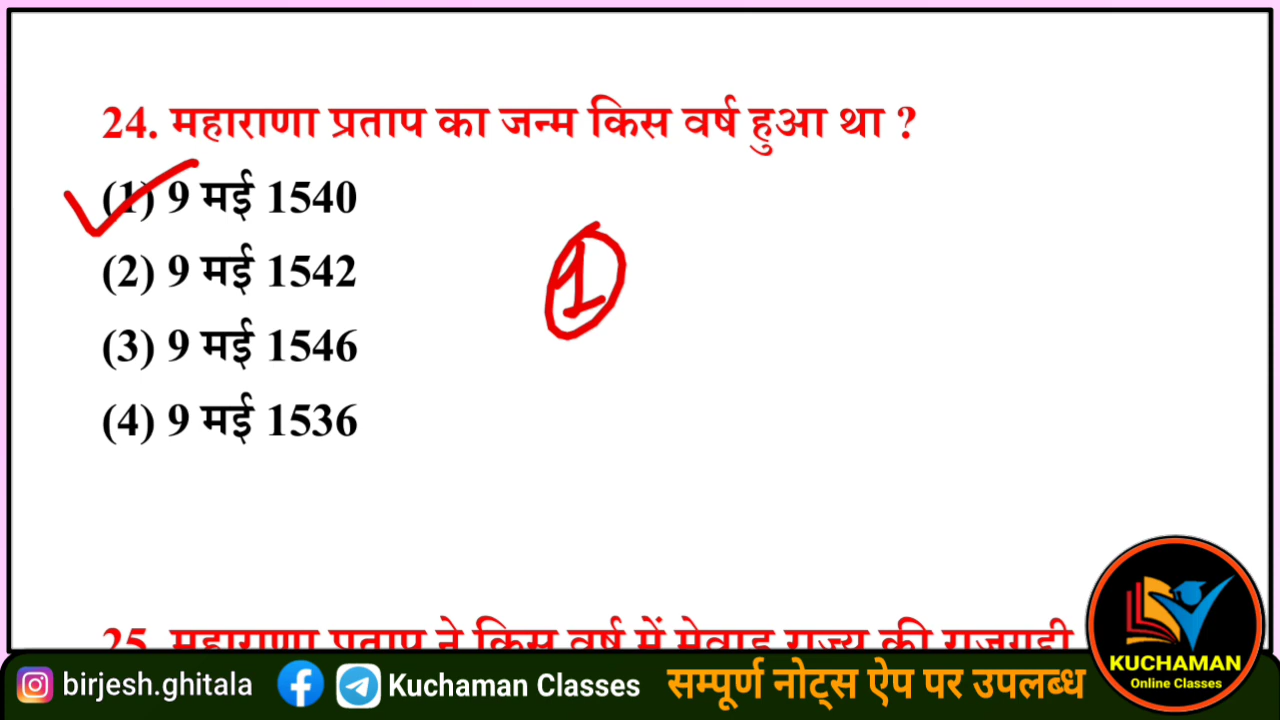 24. महाराणा प्रताप का जन्म किस वर्ष हुआ था ?
(1) 9 मई 1540
(2) 9 मई 1542
1
(3) 9 मई 1546
(4) 9 मई 1536
25. महाराणा प्रताप ने किस वर्ष में मेवाड़ राज्य की राजगद्दी
KUCHAMAN
Online Classes
birjesh.ghitala
Kuchaman Classes
सम्पूर्ण नोट्स ऐप पर उपलब्ध